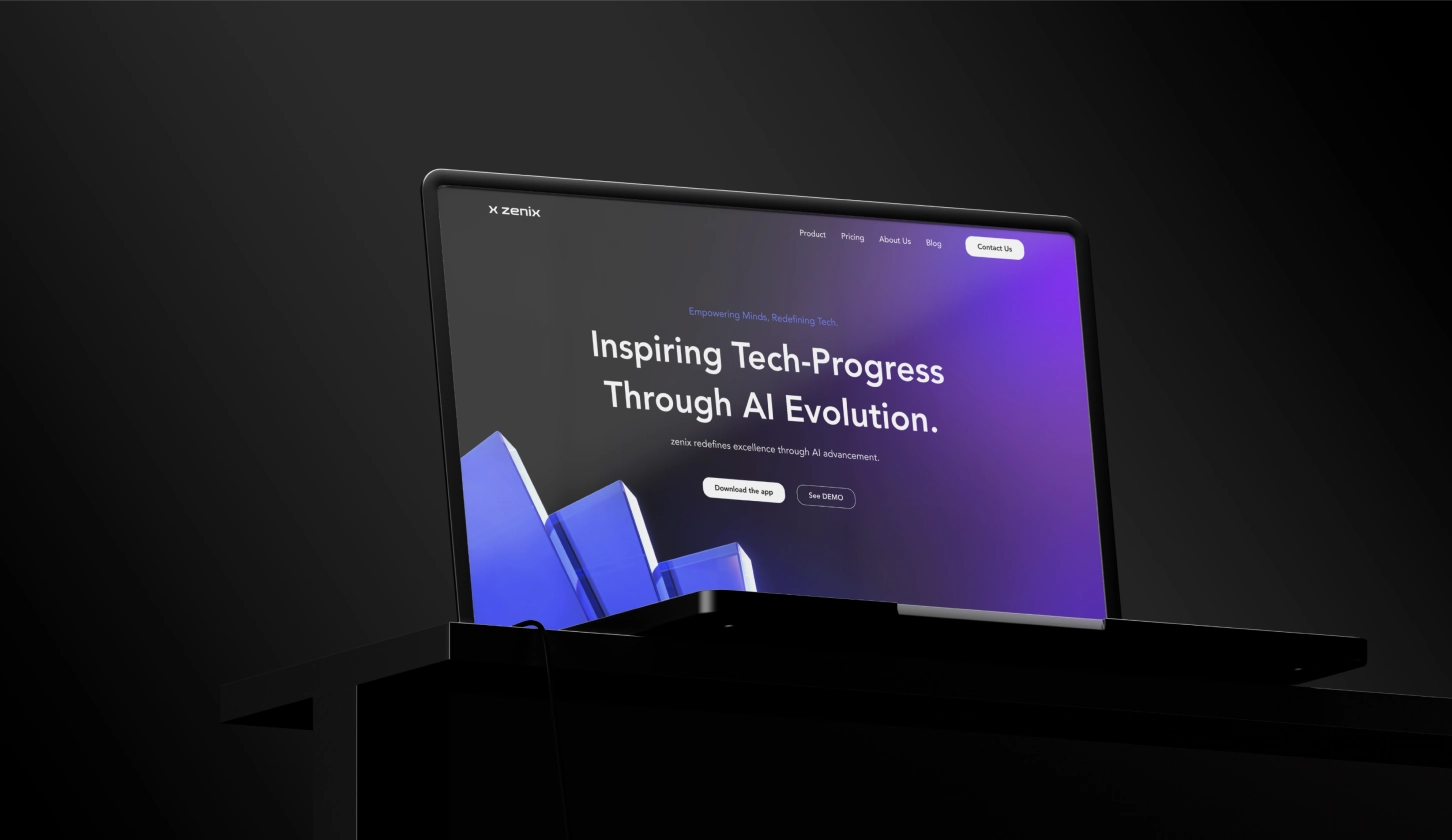 zenix
Product Pricing About Us Blog Contact Us
Empowering Minds, Redefining Tech.
Inspiring Tech-Progress
Through AI Evolution.
zenix redefines excellence through AI advancement.
Download the app See DEMO